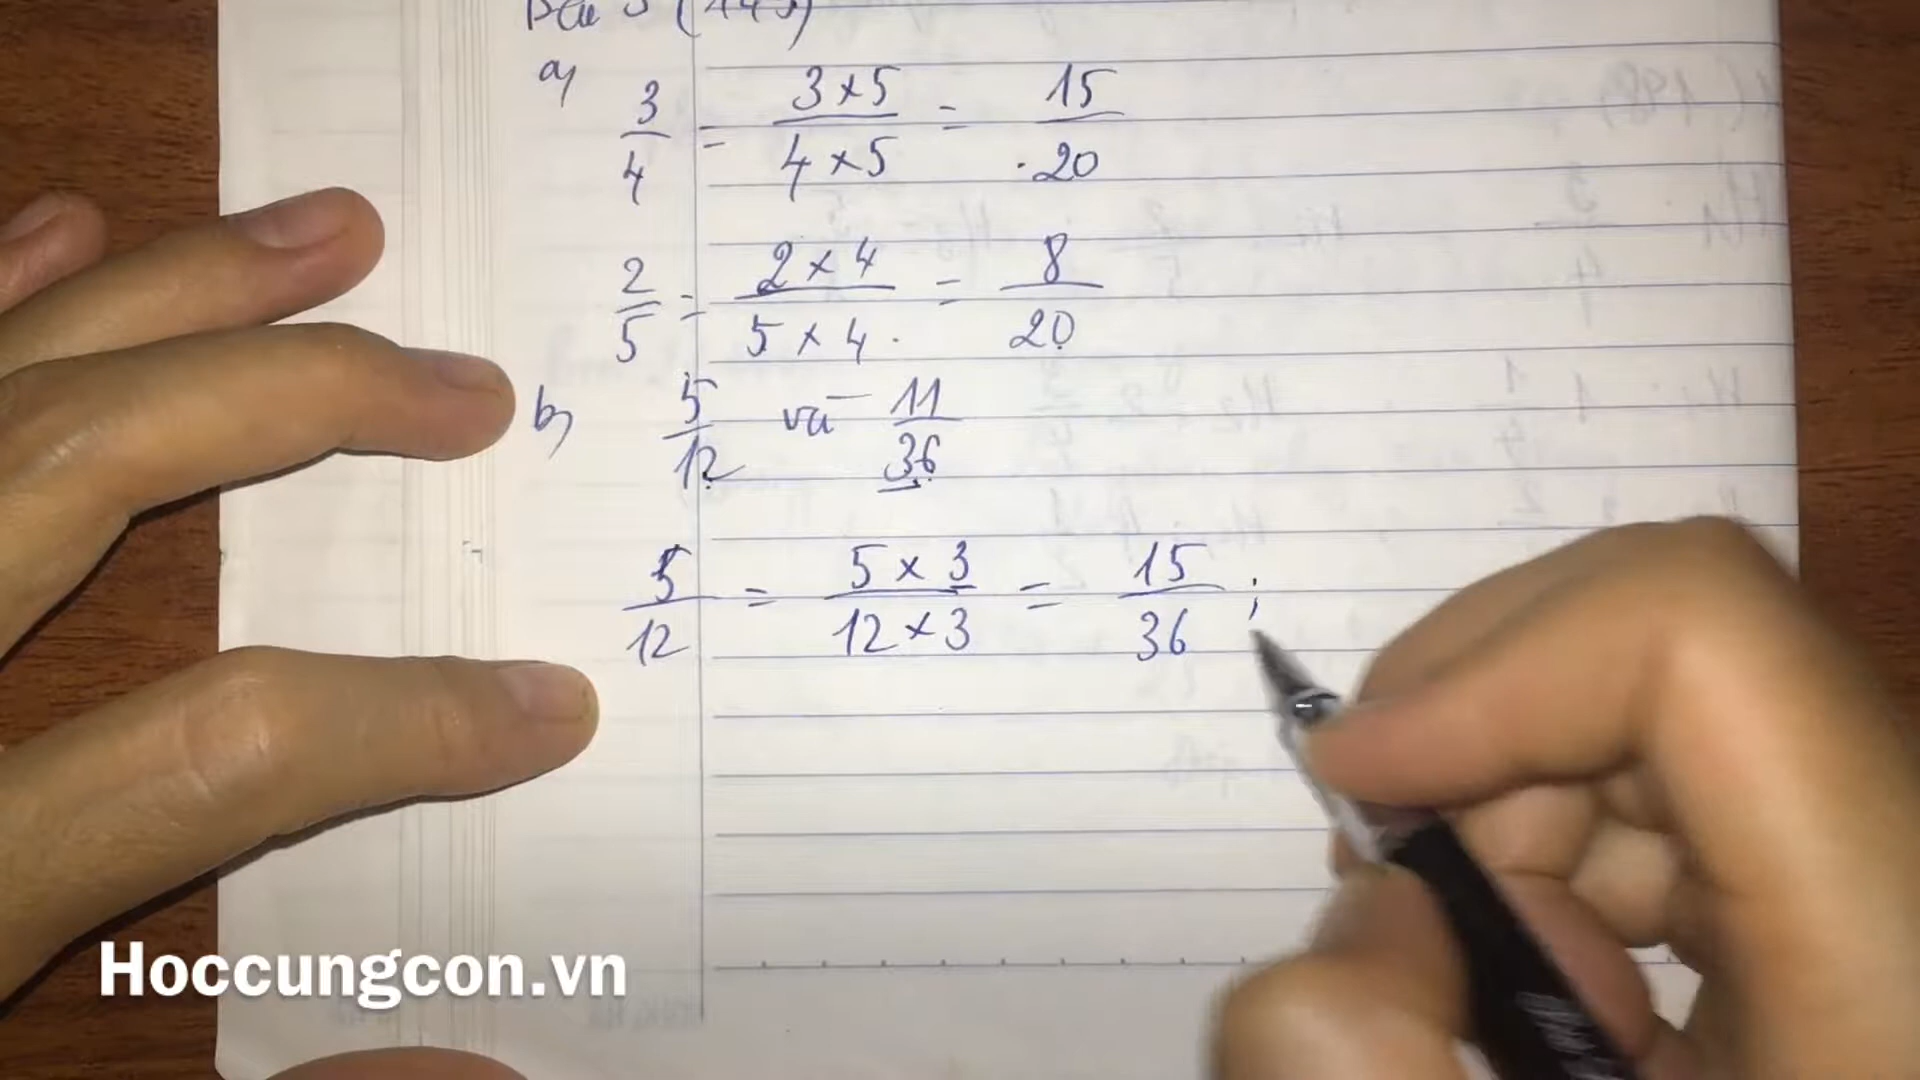 a)
3/4 = 3 × 5 / 4 × 5 = 15 / 20
2/5 = 2 × 4 / 5 × 4 = 8 / 20
b) 5/12 và 11/36
5/12 = 5 × 3 / 12 × 3 = 15 / 36 ;
Hoccungcon.vn